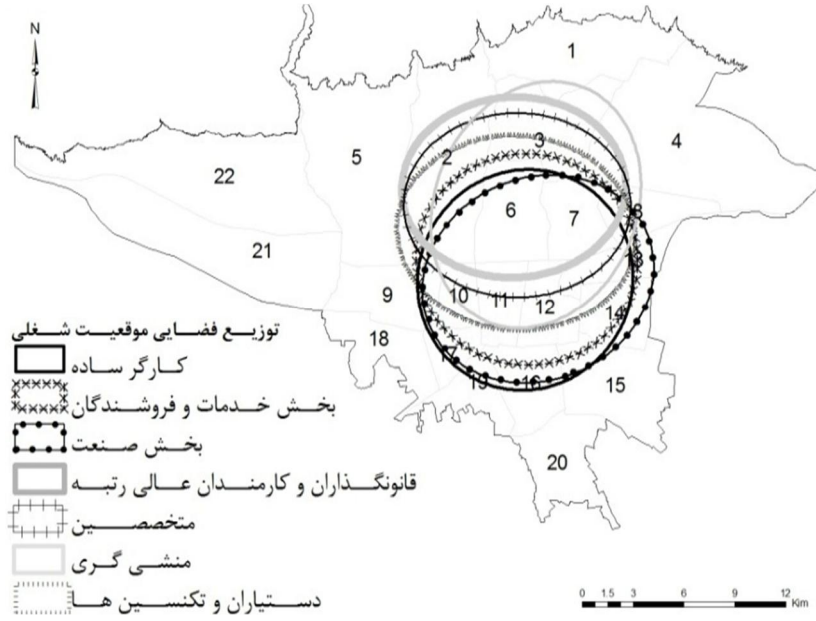 N
1
3
4
2
5
22
6
7
8
21
13
9
10
11
12
14
18
17
19
16
15
20
توزیع فضایی موقعیت شغلی
کارگر ساده
بخش خدمات و فروشندگان
بخش صنعت
قانونگذاران و کارمندان عالی رتبه
متخصصین
منشی گری
دستیاران و تکنسین ها
0 1.5 3 6 9 12
Kim